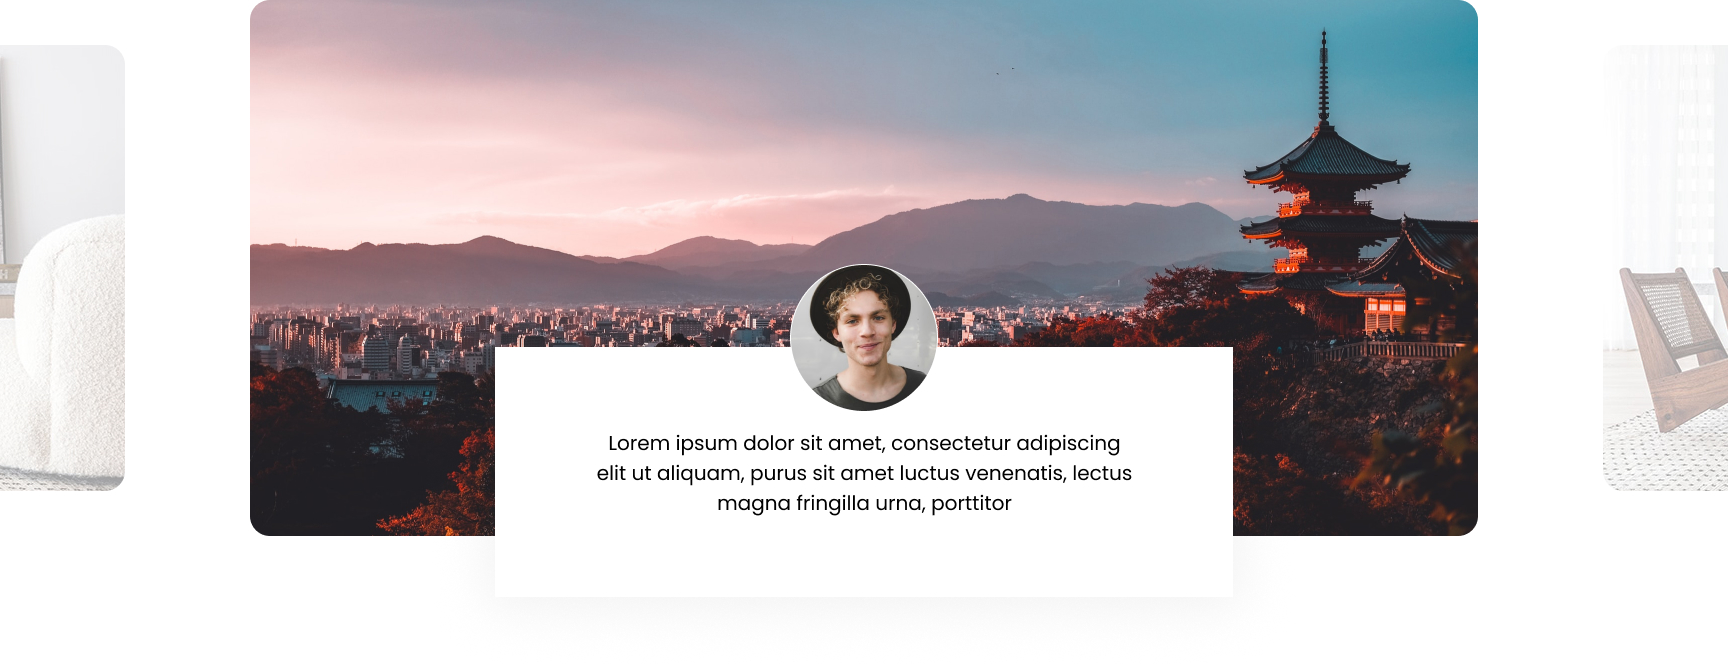 Lorem ipsum dolor sit amet, consectetur adipiscing
elit ut aliquam, purus sit amet luctus venenatis, lectus
magna fringilla urna, porttitor